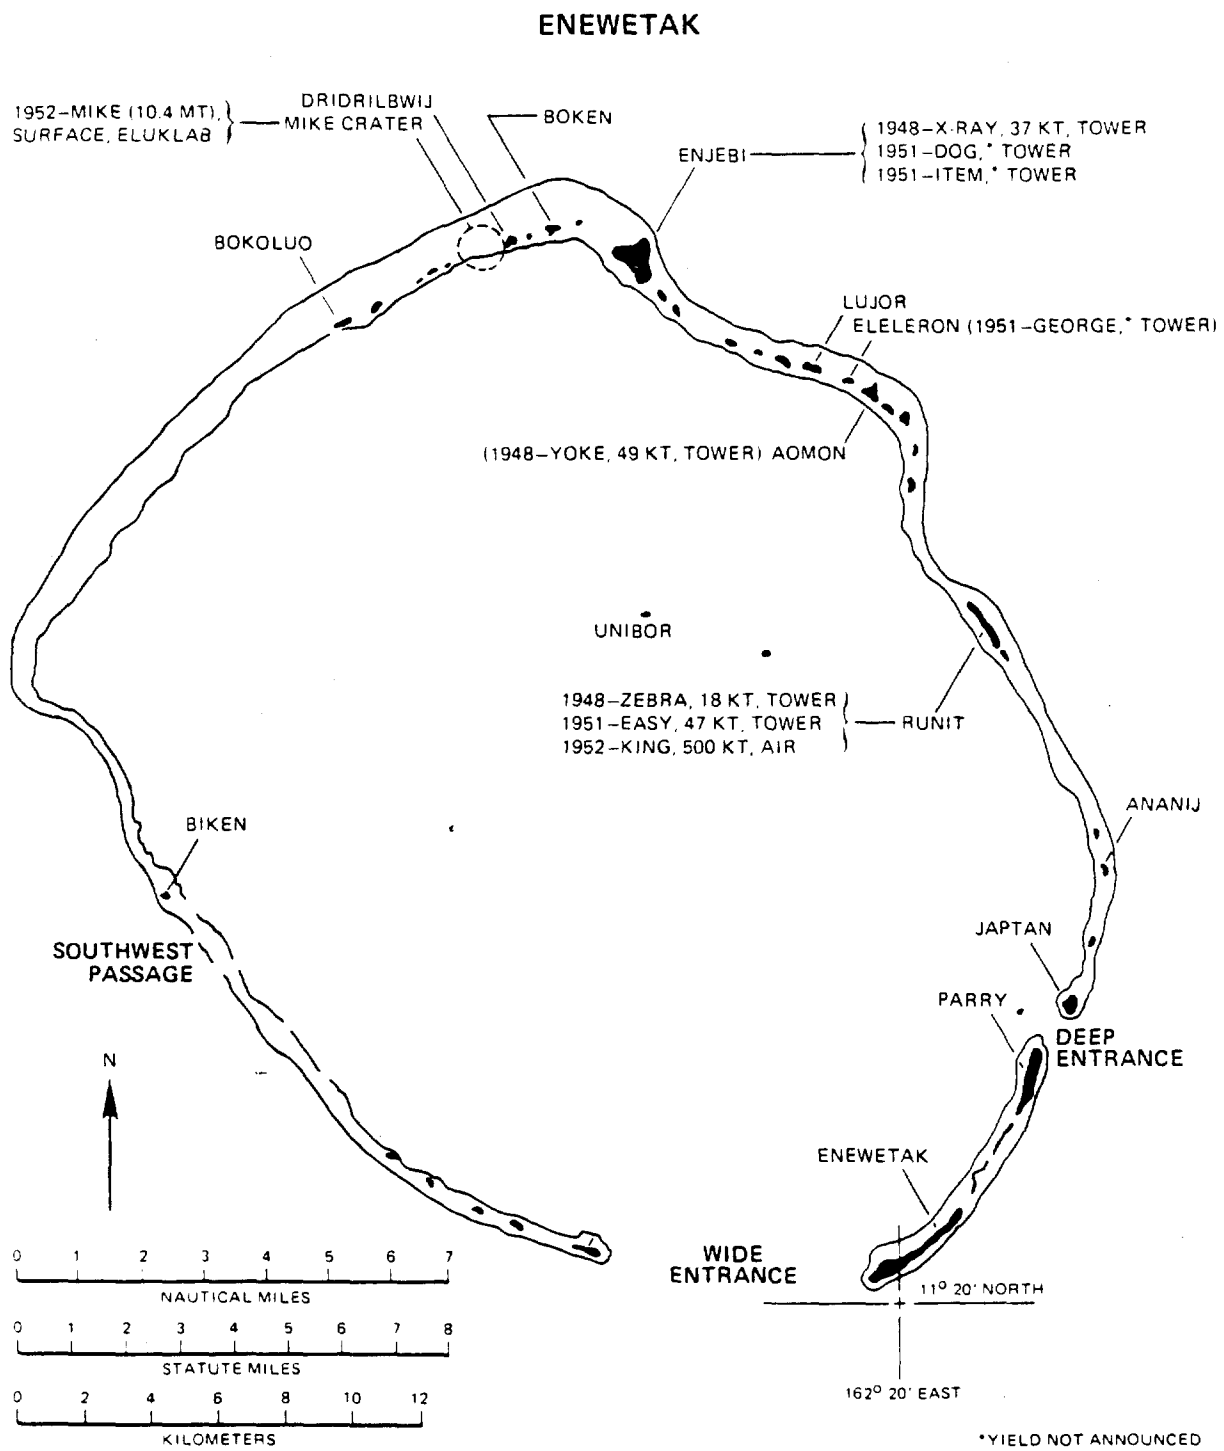 ENEWETAK
1952–MIKE (10.4 MT),
SURFACE, ELUKLAB
DRIDRILBWIJ
MIKE CRATER
BOKEN
ENJEBI
1948–X-RAY, 37 KT, TOWER
1951–DOG,* TOWER
1951–ITEM,* TOWER
BOKOLUO
LUJOR
ELELERON (1951–GEORGE,* TOWER)
(1948–YOKE, 49 KT, TOWER) AOMON
UNIBOR
1948–ZEBRA, 18 KT, TOWER
1951–EASY, 47 KT, TOWER
1952–KING, 500 KT, AIR
RUNIT
ANANIJ
BIKEN
SOUTHWEST
PASSAGE
JAPTAN
PARRY
DEEP
ENTRANCE
N
ENEWETAK
WIDE
ENTRANCE
11° 20' NORTH
162° 20' EAST
0 1 2 3 4 5 6 7
NAUTICAL MILES
0 1 2 3 4 5 6 7 8
STATUTE MILES
0 2 4 6 8 10 12
KILOMETERS
*YIELD NOT ANNOUNCED